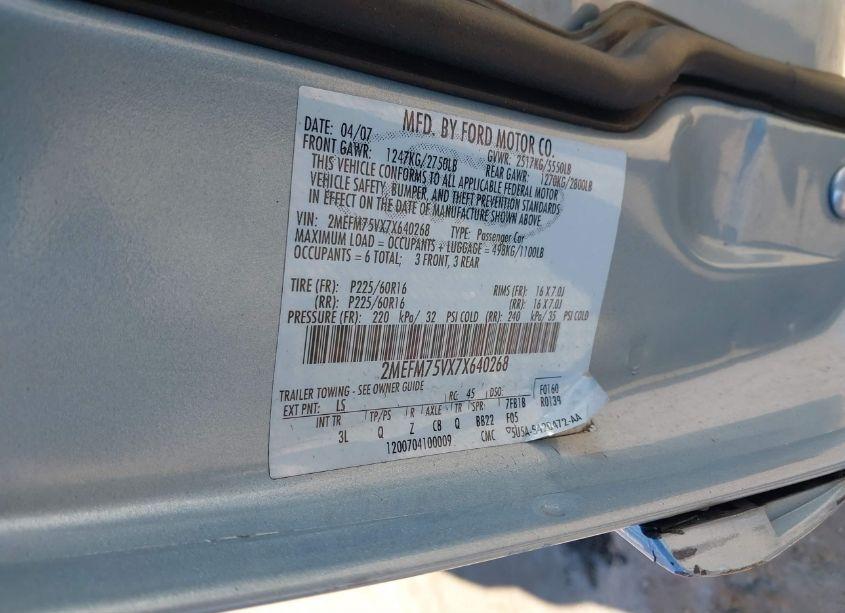 MFD. BY FORD MOTOR CO.
DATE: 04/07 GVWR: 2517KG/5550LB
FRONT GAWR: 1247KG/2750LB REAR GAWR: 1270KG/2800LB
THIS VEHICLE CONFORMS TO ALL APPLICABLE FEDERAL MOTOR
VEHICLE SAFETY, BUMPER, AND THEFT PREVENTION STANDARDS
IN EFFECT ON THE DATE OF MANUFACTURE SHOWN ABOVE.
VIN: 2MEFM75VX7X640268 TYPE: Passenger Car
MAXIMUM LOAD = OCCUPANTS + LUGGAGE = 498KG/1100LB
OCCUPANTS = 6 TOTAL; 3 FRONT, 3 REAR
TIRE (FR): P225/60R16 RIMS (FR): 16 X 7.0J
(RR): P225/60R16 (RR): 16 X 7.0J
PRESSURE (FR): 220 kPa/ 32 PSI COLD (RR): 240 kPa/ 35 PSI COLD
2MEFM75VX7X640268
TRAILER TOWING - SEE OWNER GUIDE
RC: 45 DSO: F0160
EXT PNT: LS 7FB1B R0139
INT TR TP/PS R AXLE TR SPR: F05
3L Q Z C8 Q BB22
1200704100009 CMC